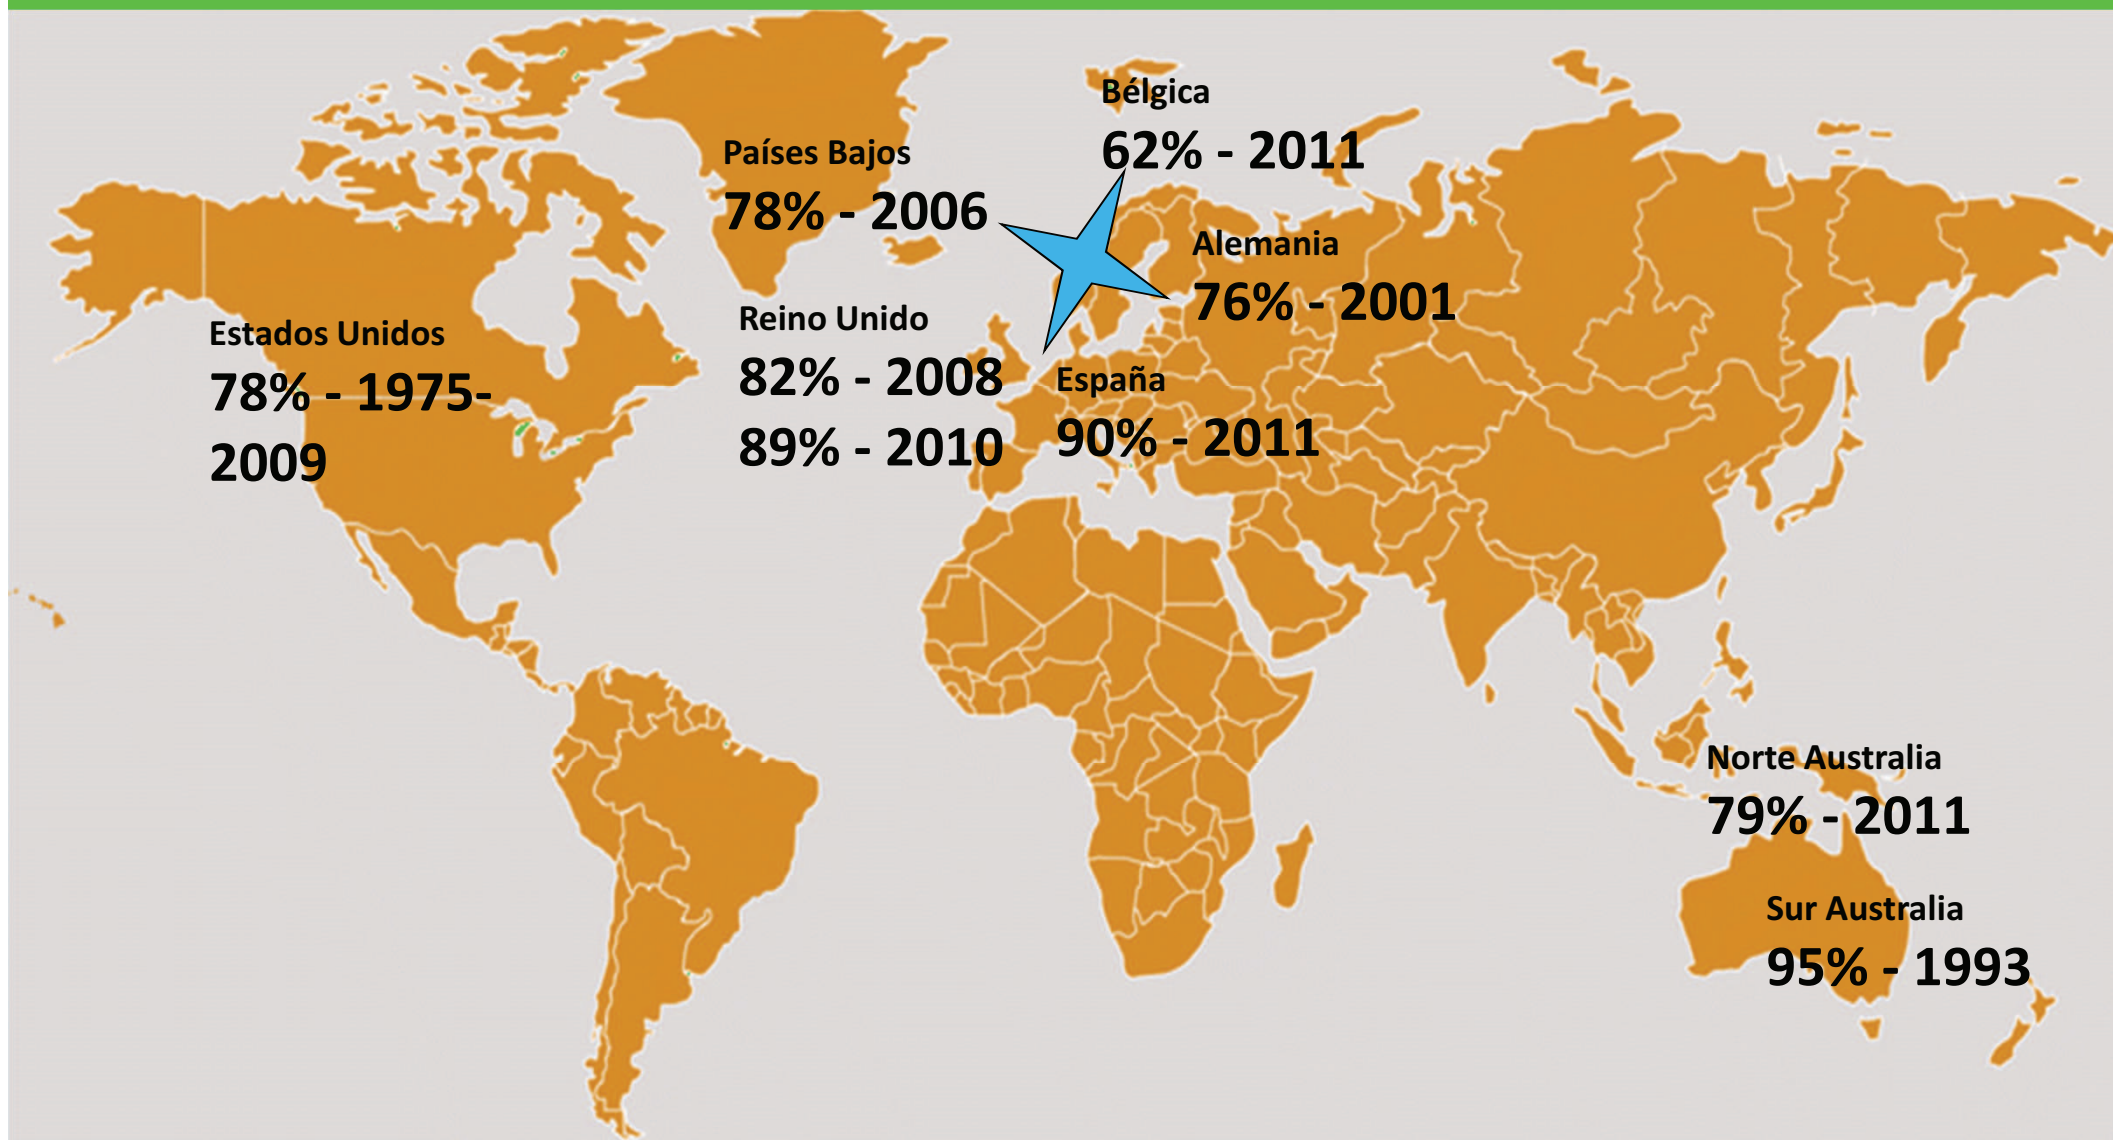 Bélgica
62% - 2011
Países Bajos
78% - 2006
Alemania
76% - 2001
Estados Unidos
78% - 1975-
2009
Reino Unido
82% - 2008
89% - 2010
España
90% - 2011
Norte Australia
79% - 2011
Sur Australia
95% - 1993